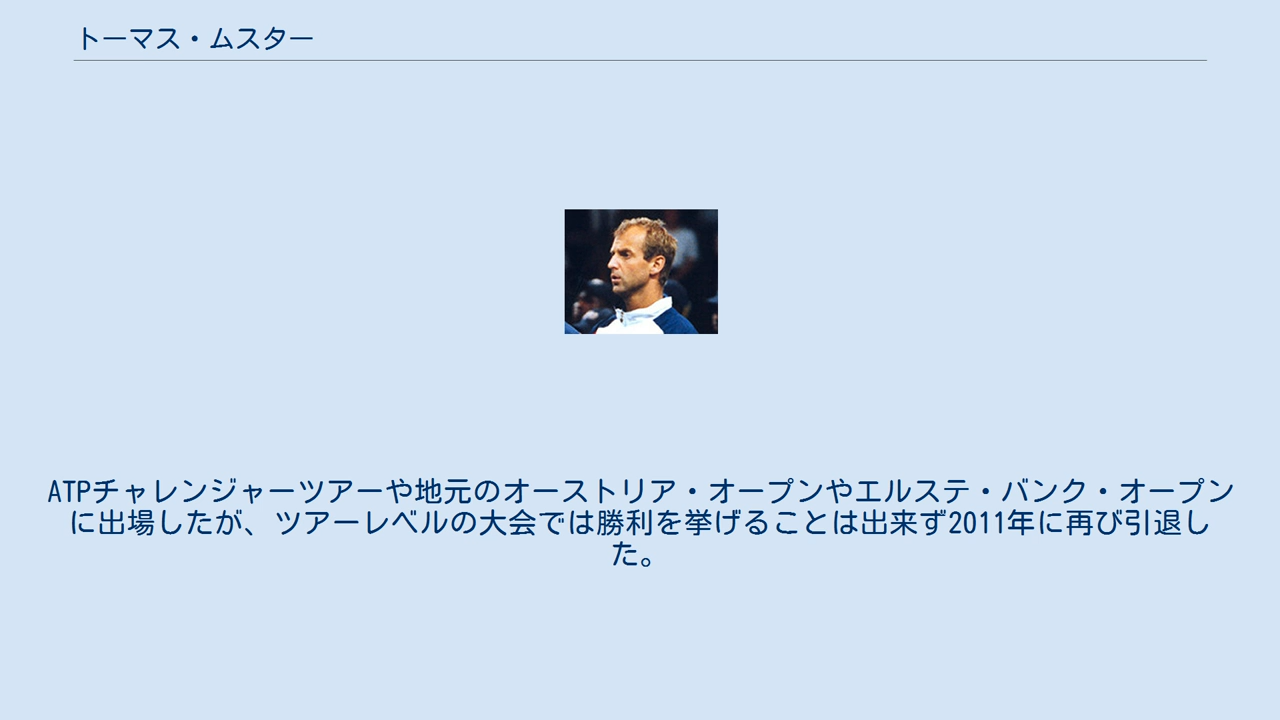 トーマス・ムスター
ATPチャレンジャーツアーや地元のオーストリア・オープンやエルステ・バンク・オープン
に出場したが、ツアーレベルの大会では勝利を挙げることは出来ず2011年に再び引退し
た。